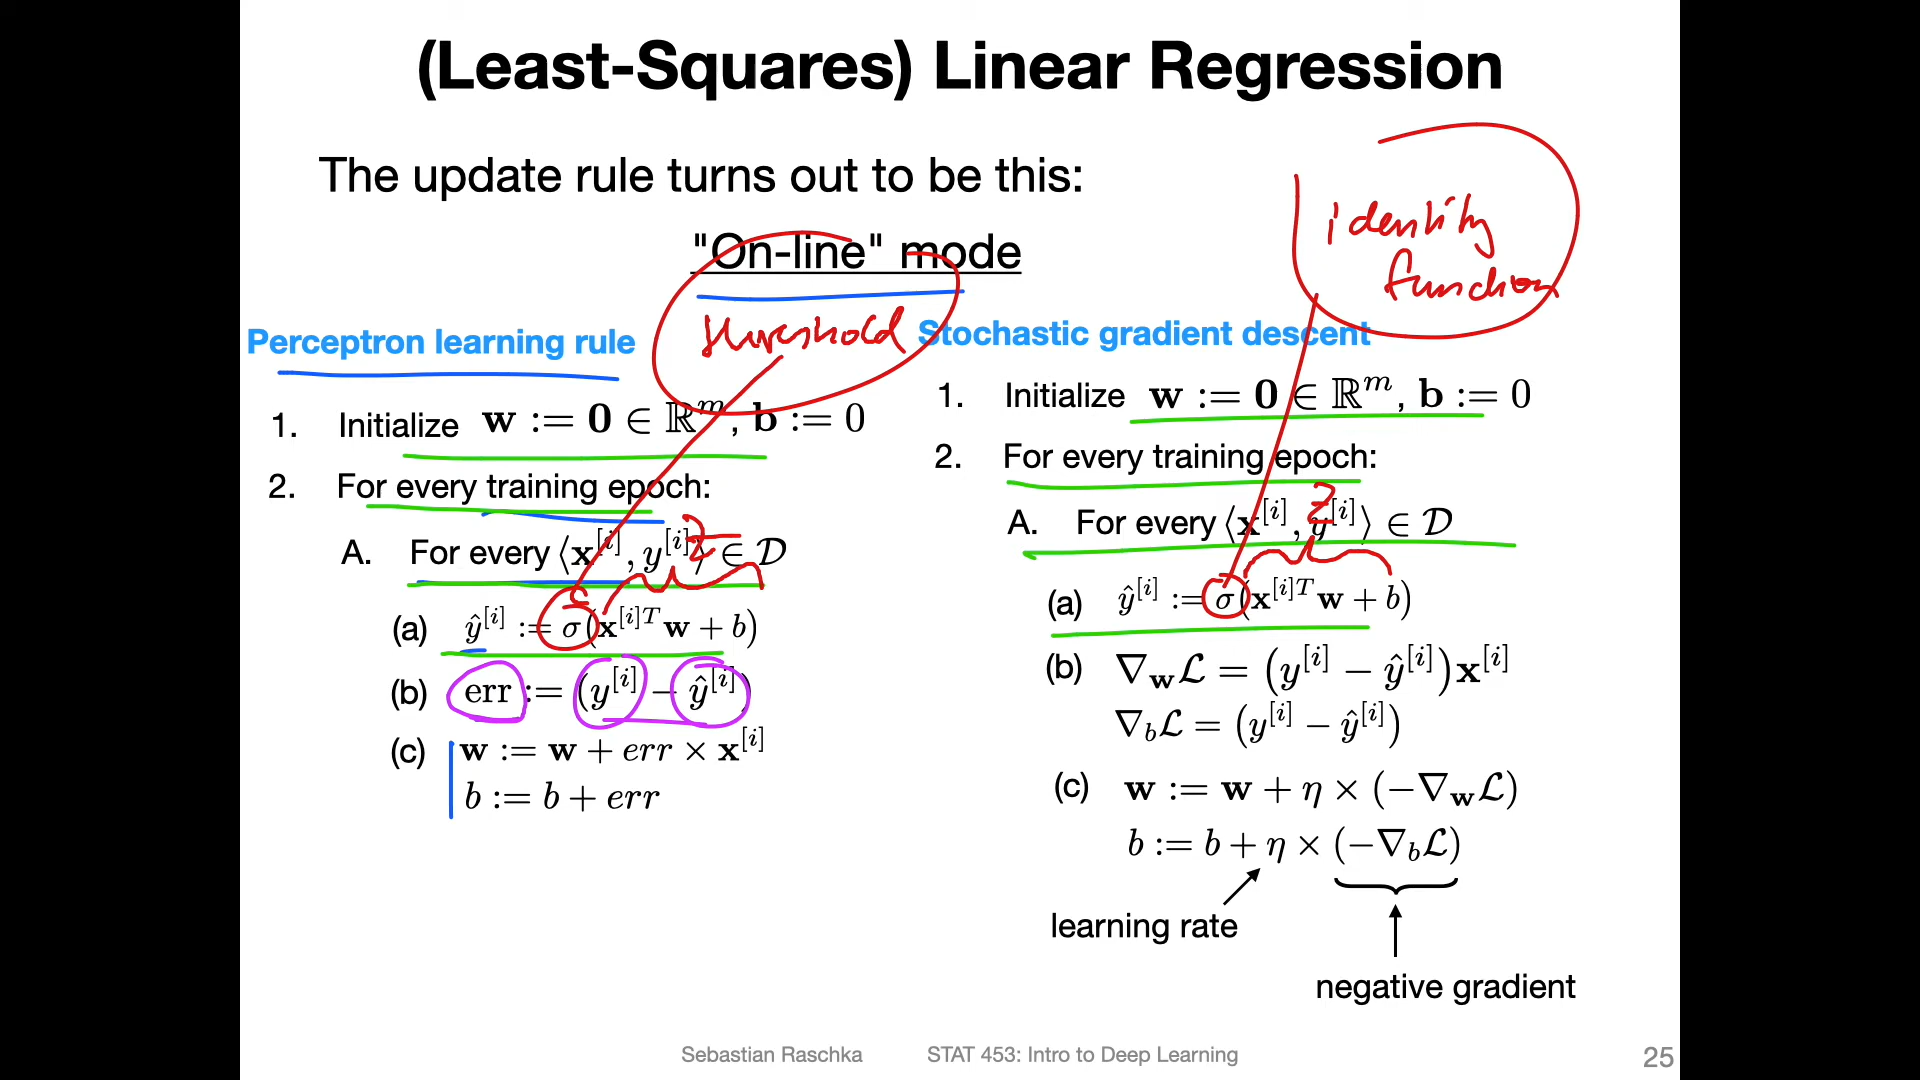 (Least-Squares) Linear Regression
The update rule turns out to be this:
"On-line" mode
identity
function
threshold
Perceptron learning rule
1. Initialize w := 0 ∈ ℝᵐ, b := 0
2. For every training epoch:
A. For every ⟨x^[i], y^[i]⟩ ∈ 𝒟
z
(a) ŷ^[i] := σ(x^[i]T w + b)
(b) err := (y^[i] − ŷ^[i])
(c) w := w + err × x^[i]
b := b + err
Stochastic gradient descent
1. Initialize w := 0 ∈ ℝᵐ, b := 0
2. For every training epoch:
z
A. For every ⟨x^[i], y^[i]⟩ ∈ 𝒟
(a) ŷ^[i] := σ(x^[i]T w + b)
(b) ∇_w ℒ = (y^[i] − ŷ^[i])x^[i]
∇_b ℒ = (y^[i] − ŷ^[i])
(c) w := w + η × (−∇_w ℒ)
b := b + η × (−∇_b ℒ)
learning rate
negative gradient
Sebastian Raschka STAT 453: Intro to Deep Learning 25